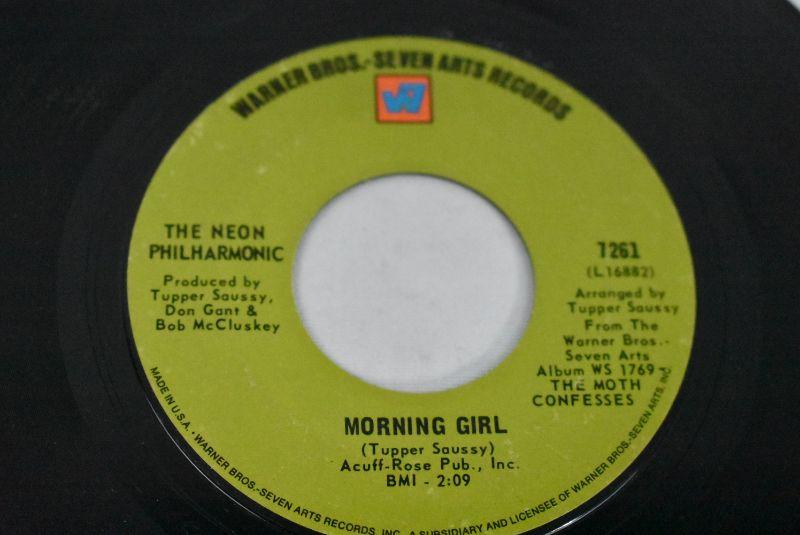 WARNER BROS.-SEVEN ARTS RECORDS
W7
THE NEON
PHILHARMONIC
Produced by
Tupper Saussy,
Don Gant &
Bob McCluskey
7261
(L16882)
Arranged by
Tupper Saussy
From The
Warner Bros.-
Seven Arts
Album WS 1769
THE MOTH
CONFESSES
MORNING GIRL
(Tupper Saussy)
Acuff-Rose Pub., Inc.
BMI - 2:09
MADE IN U.S.A. • WARNER BROS.-SEVEN ARTS RECORDS, INC., A SUBSIDIARY AND LICENSEE OF WARNER BROS.-SEVEN ARTS, INC.